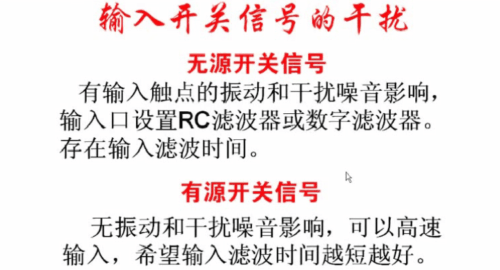 输入开关信号的干扰
无源开关信号
有输入触点的振动和干扰噪音影响，
输入口设置RC滤波器或数字滤波器。
存在输入滤波时间。
有源开关信号
无振动和干扰噪音影响，可以高速
输入，希望输入滤波时间越短越好。